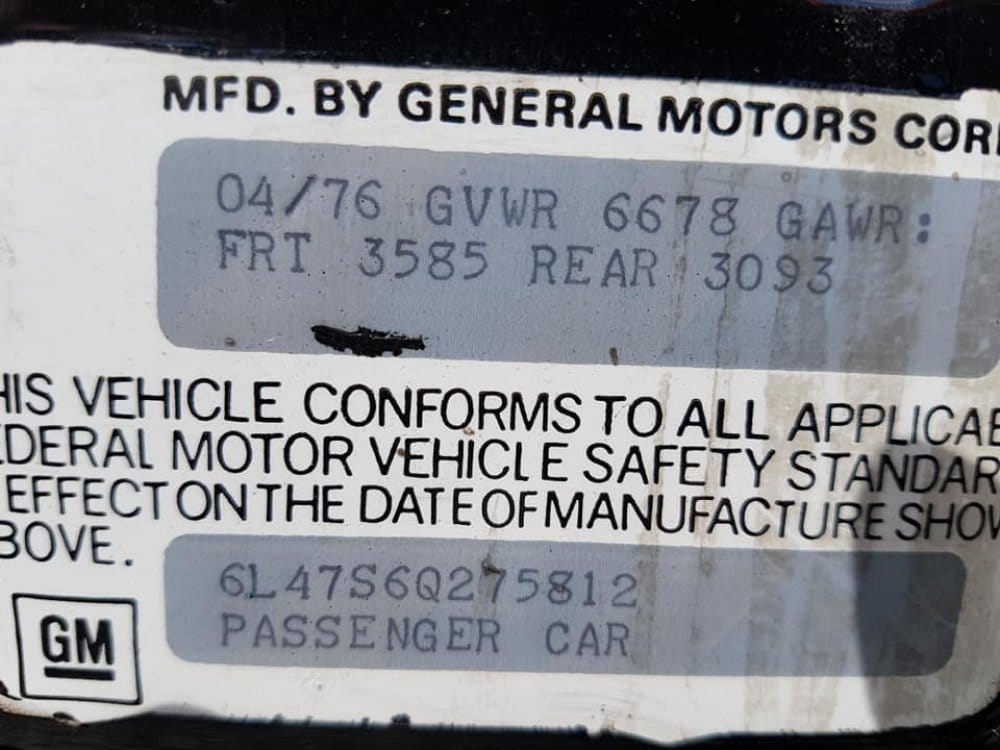 MFD. BY GENERAL MOTORS COR
04/76 GVWR 6678 GAWR:
FRT 3585 REAR 3093
HIS VEHICLE CONFORMS TO ALL APPLICAB
EDERAL MOTOR VEHICLE SAFETY STANDAR
EFFECT ON THE DATE OF MANUFACTURE SHOW
BOVE.
6L47S6Q275812
PASSENGER CAR
GM